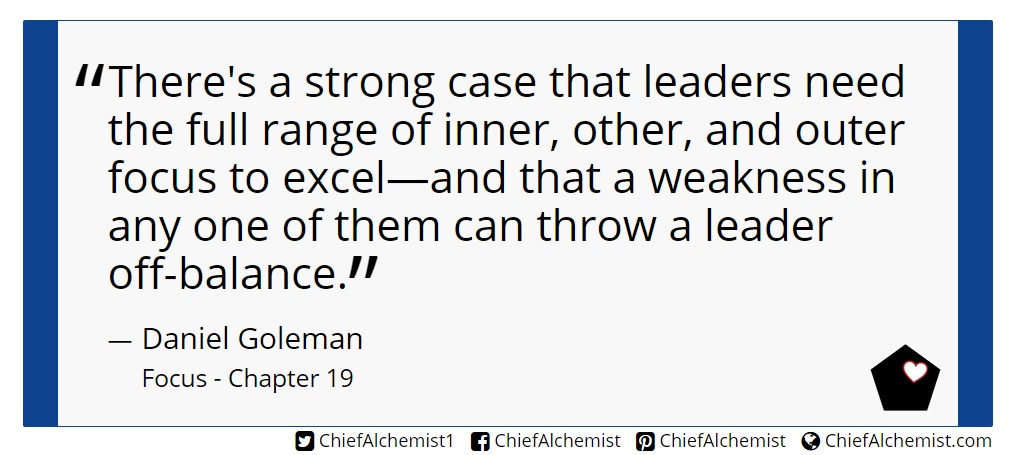 “There's a strong case that leaders need
the full range of inner, other, and outer
focus to excel—and that a weakness in
any one of them can throw a leader
off-balance.”
— Daniel Goleman
Focus - Chapter 19
ChiefAlchemist1 ChiefAlchemist ChiefAlchemist ChiefAlchemist.com